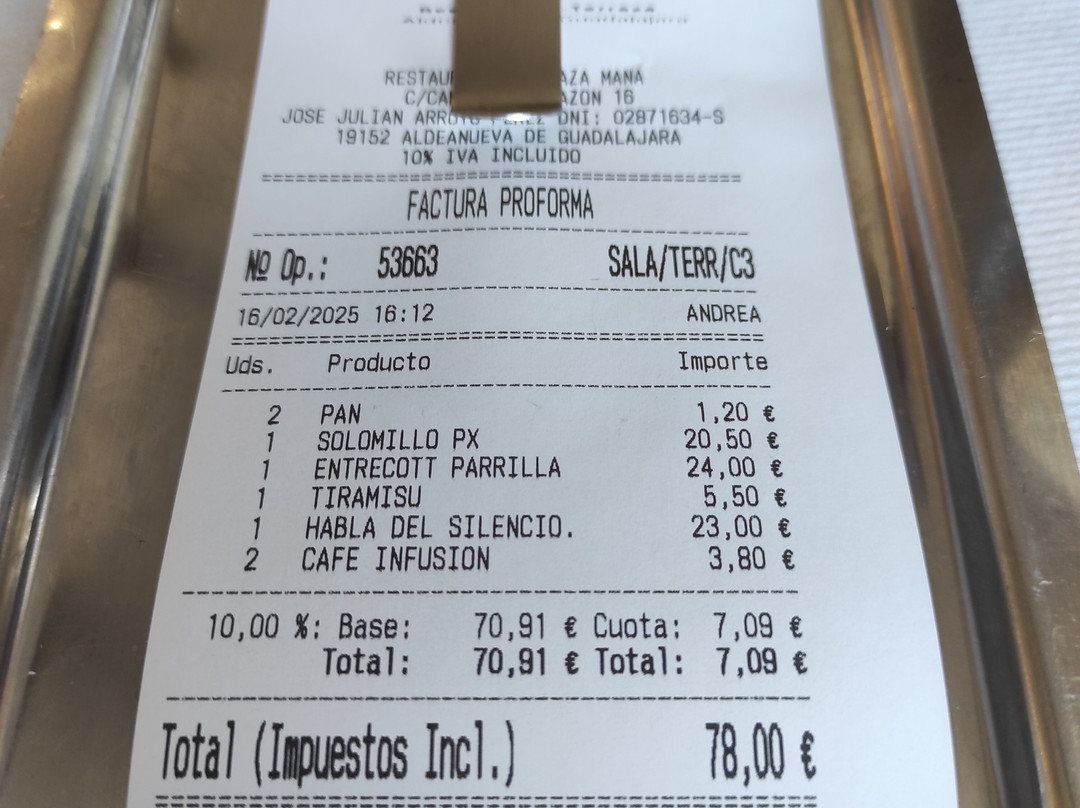 RESTAU AZA MANA
C/CA AZON 16
JOSE JULIAN ARROYO DNI: 02871634-S
19152 ALDEANUEVA DE GUADALAJARA
10% IVA INCLUIDO
FACTURA PROFORMA
Nº Op.: 53663 SALA/TERR/C3
16/02/2025 16:12 ANDREA
Uds. Producto Importe
2 PAN 1,20 €
1 SOLOMILLO PX 20,50 €
1 ENTRECOTT PARRILLA 24,00 €
1 TIRAMISU 5,50 €
1 HABLA DEL SILENCIO. 23,00 €
2 CAFE INFUSION 3,80 €
10,00 %: Base: 70,91 € Cuota: 7,09 €
Total: 70,91 € Total: 7,09 €
Total (Impuestos Incl.) 78,00 €